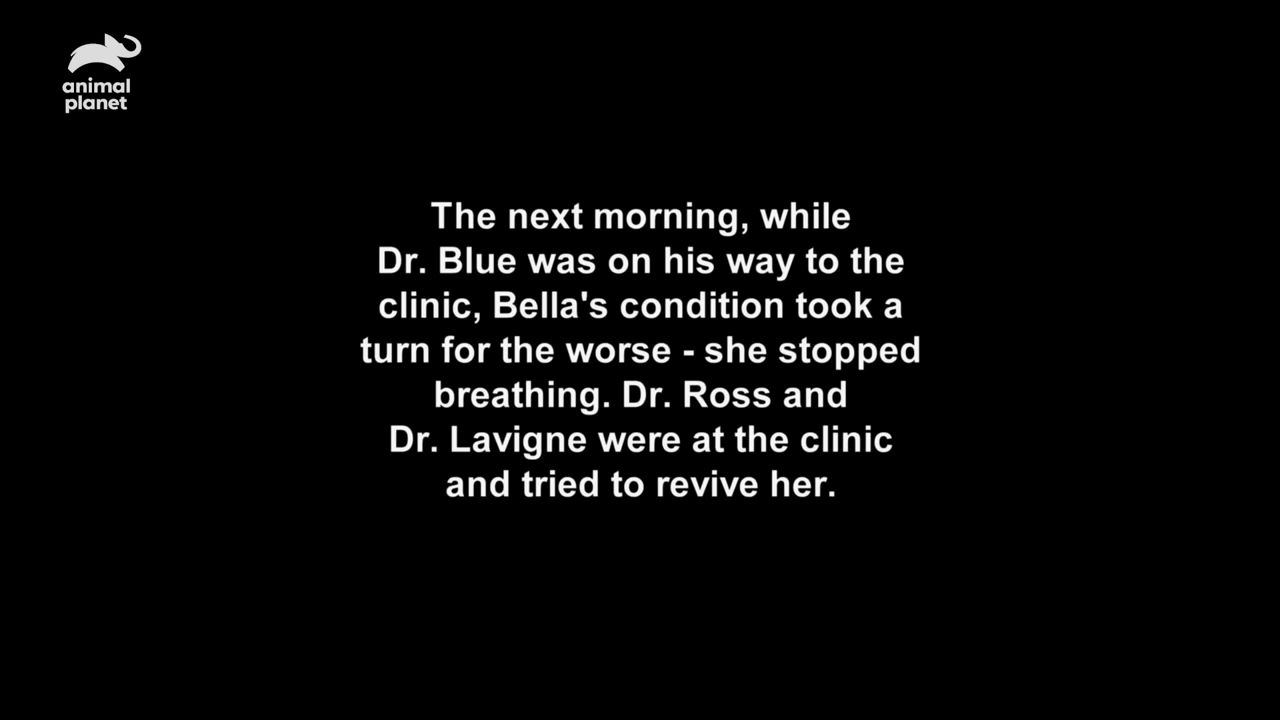 animal
planet
The next morning, while
Dr. Blue was on his way to the
clinic, Bella's condition took a
turn for the worse - she stopped
breathing. Dr. Ross and
Dr. Lavigne were at the clinic
and tried to revive her.